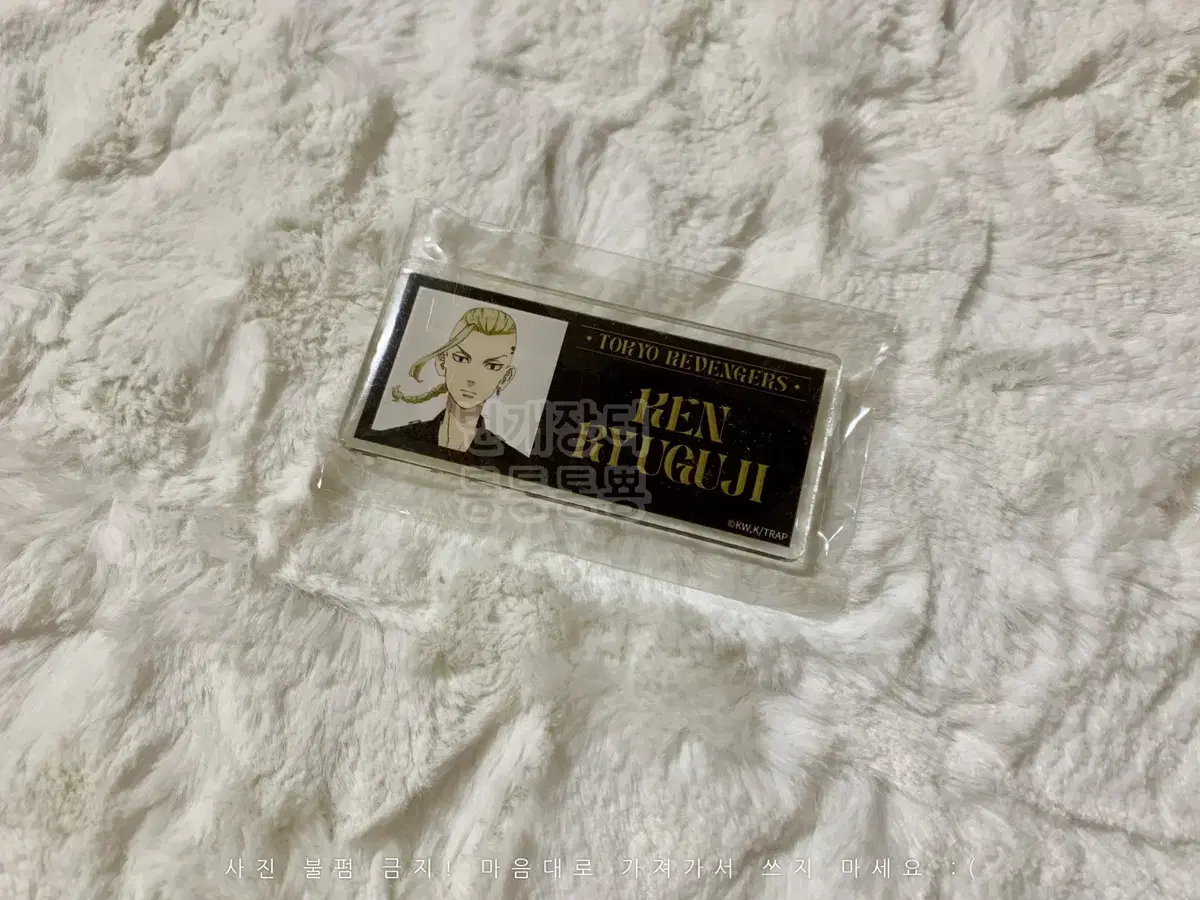 • TOKYO REVENGERS •
KEN
RYUGUJI
©KW,K/TRAP
사진 불펌 금지! 마음대로 가져가서 쓰지 마세요 :(